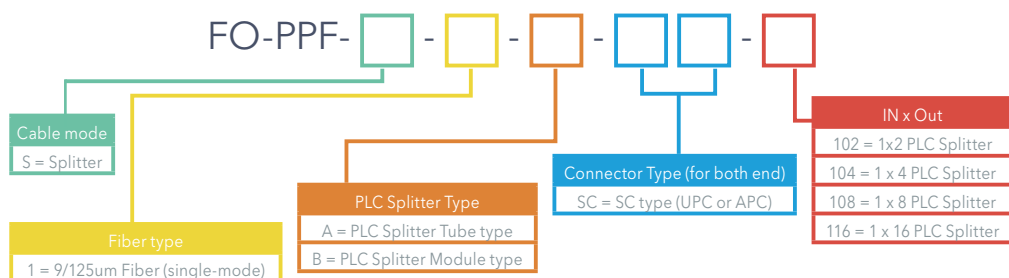 FO-PPF- - - - -
Cable mode
S = Splitter
Fiber type
1 = 9/125um Fiber (single-mode)
PLC Splitter Type
A = PLC Splitter Tube type
B = PLC Splitter Module type
Connector Type (for both end)
SC = SC type (UPC or APC)
IN x Out
102 = 1x2 PLC Splitter
104 = 1 x 4 PLC Splitter
108 = 1 x 8 PLC Splitter
116 = 1 x 16 PLC Splitter